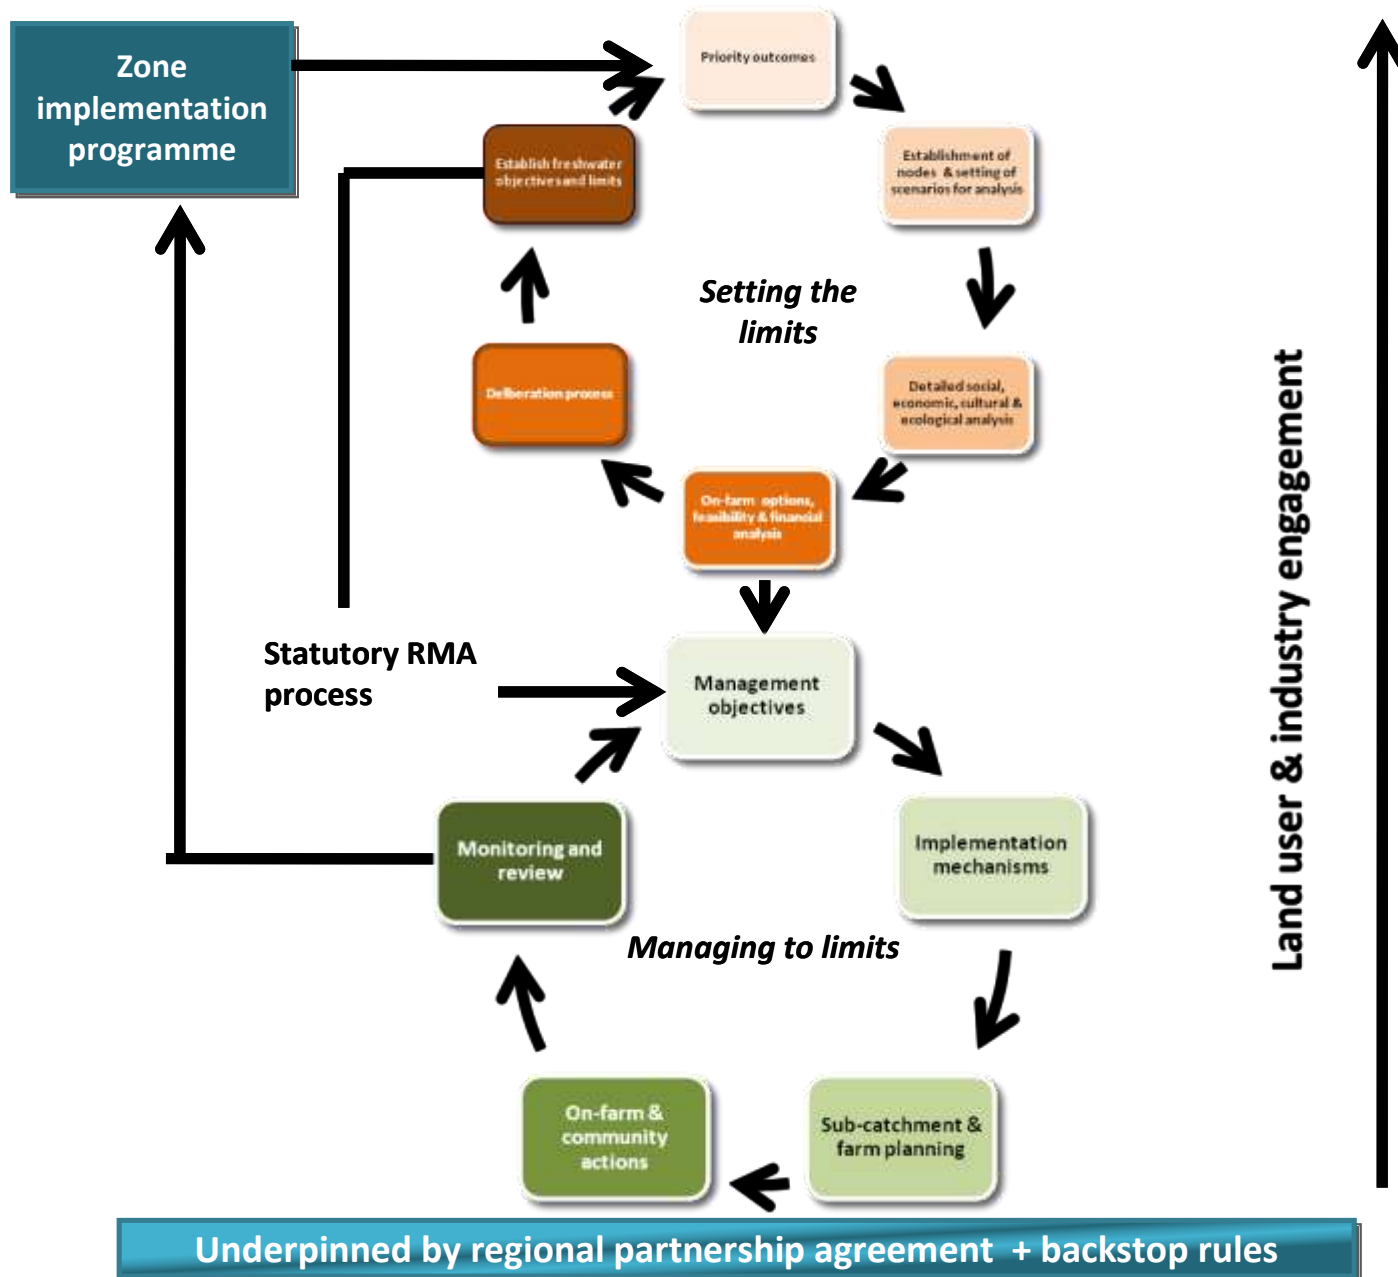 Zone
implementation
programme
Priority outcomes
Establish freshwater
objectives and limits
Establishment of
nodes & setting of
scenarios for analysis
Setting the
limits
Deliberation process
Detailed social,
economic, cultural &
ecological analysis
On-farm options,
feasibility & financial
analysis
Statutory RMA
process
Management
objectives
Monitoring and
review
Implementation
mechanisms
Managing to limits
On-farm &
community
actions
Sub-catchment &
farm planning
Land user & industry engagement
Underpinned by regional partnership agreement + backstop rules